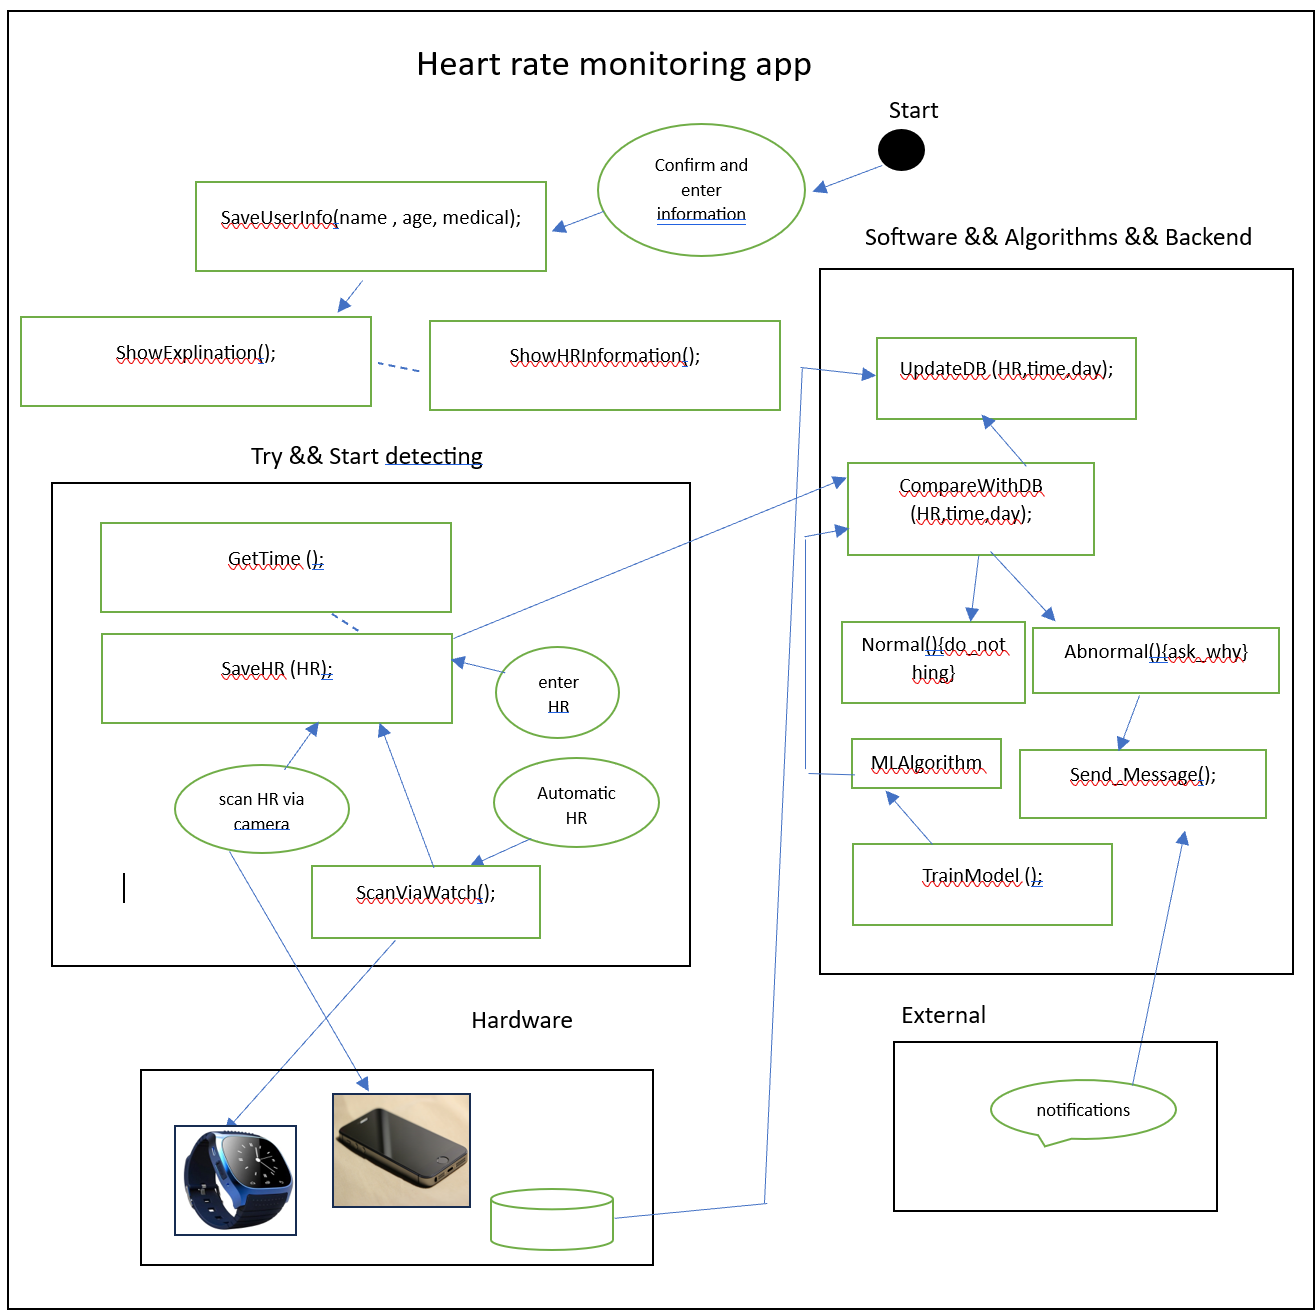 Heart rate monitoring app
Start
Confirm and
enter
information
SaveUserInfo(name , age, medical);
Software && Algorithms && Backend
ShowExplination();
ShowHRInformation();
UpdateDB (HR,time,day);
Try && Start detecting
CompareWithDB
(HR,time,day);
GetTime ();
SaveHR (HR);
enter
HR
Normal(){do_not
hing}
Abnormal(){ask_why}
scan HR via
camera
Automatic
HR
MLAlgorithm
Send_Message();
ScanViaWatch();
TrainModel ();
Hardware
External
notifications